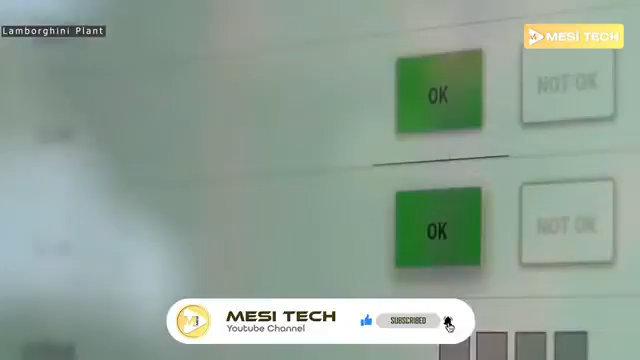 Lamborghini Plant
MESİ TECH
OK
NOT OK
OK
NOT OK
MESI TECH
Youtube Channel
SUBSCRIBED